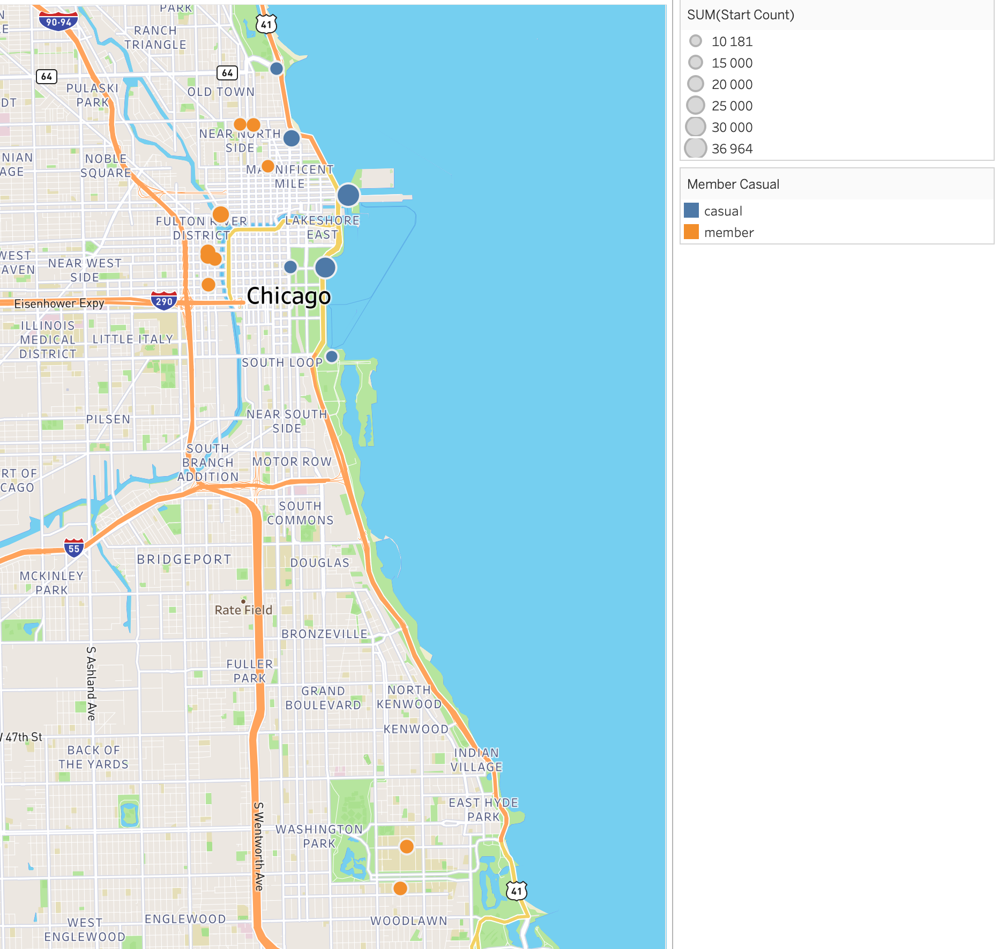 PARK
90·94
41
RANCH
TRIANGLE
64
64
PULASKI
PARK
OLD TOWN
DT
NEAR NORTH
SIDE
NIAN
AGE
NOBLE
SQUARE
MILE
LAKESHORE
EAST
FULTON
DISTRICT
WEST
AVEN
NEAR WEST
SIDE
Chicago
290
Eisenhower Expy
ILLINOIS
MEDICAL
DISTRICT
LITTLE ITALY
SOUTH LOOP
PILSEN
NEAR SOUTH
SIDE
SOUTH
BRANCH
ADDITION
MOTOR ROW
RT OF
CAGO
SOUTH
COMMONS
55
BRIDGEPORT
DOUGLAS
MCKINLEY
PARK
Rate Field
BRONZEVILLE
S Ashland Ave
FULLER
PARK
GRAND
BOULEVARD
NORTH
KENWOOD
KENWOOD
47th St
BACK OF
THE YARDS
INDIAN
VILLAGE
EAST HYDE
PARK
S Wentworth Ave
WASHINGTON
PARK
41
WEST
ENGLEWOOD
ENGLEWOOD
WOODLAWN
SUM(Start Count)
10 181
15 000
20 000
25 000
30 000
36 964
Member Casual
casual
member